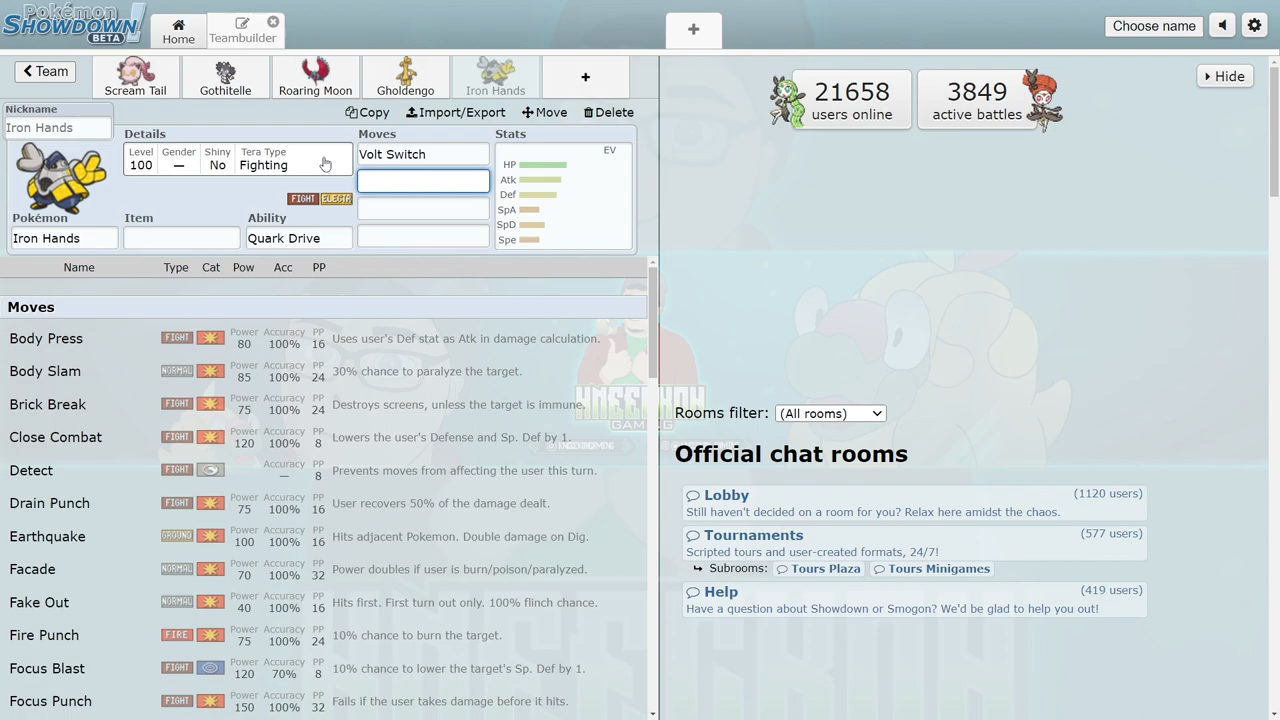 Pokémon
SHOWDOWN!
BETA
Home
Teambuilder
+
Choose name
Team
Scream Tail
Gothitelle
Roaring Moon
Gholdengo
Iron Hands
+
21658
users online
3849
active battles
Hide
Nickname
Iron Hands
Copy
Import/Export
Move
Delete
Details
Moves
Stats
Level
100
Gender
—
Shiny
No
Tera Type
Fighting
Volt Switch
EV
HP
Atk
Def
SpA
SpD
Spe
FIGHT
ELECTR
Pokémon
Item
Ability
Iron Hands
Quark Drive
Name Type Cat Pow Acc PP
Moves
Body Press FIGHT Power 80 Accuracy 100% PP 16 Uses user's Def stat as Atk in damage calculation.
Body Slam NORMAL Power 85 Accuracy 100% PP 24 30% chance to paralyze the target.
Brick Break FIGHT Power 75 Accuracy 100% PP 24 Destroys screens, unless the target is immune.
Close Combat FIGHT Power 120 Accuracy 100% PP 8 Lowers the user's Defense and Sp. Def by 1.
Detect FIGHT Accuracy — PP 8 Prevents moves from affecting the user this turn.
Drain Punch FIGHT Power 75 Accuracy 100% PP 16 User recovers 50% of the damage dealt.
Earthquake GROUND Power 100 Accuracy 100% PP 16 Hits adjacent Pokemon. Double damage on Dig.
Facade NORMAL Power 70 Accuracy 100% PP 32 Power doubles if user is burn/poison/paralyzed.
Fake Out NORMAL Power 40 Accuracy 100% PP 16 Hits first. First turn out only. 100% flinch chance.
Fire Punch FIRE Power 75 Accuracy 100% PP 24 10% chance to burn the target.
Focus Blast FIGHT Power 120 Accuracy 70% PP 8 10% chance to lower the target's Sp. Def by 1.
Focus Punch FIGHT Power 150 Accuracy 100% PP 32 Fails if the user takes damage before it hits.
GAMING
Rooms filter: (All rooms)
Official chat rooms
Lobby (1120 users)
Still haven't decided on a room for you? Relax here amidst the chaos.
Tournaments (577 users)
Scripted tours and user-created formats, 24/7!
Subrooms: Tours Plaza Tours Minigames
Help (419 users)
Have a question about Showdown or Smogon? We'd be glad to help you out!